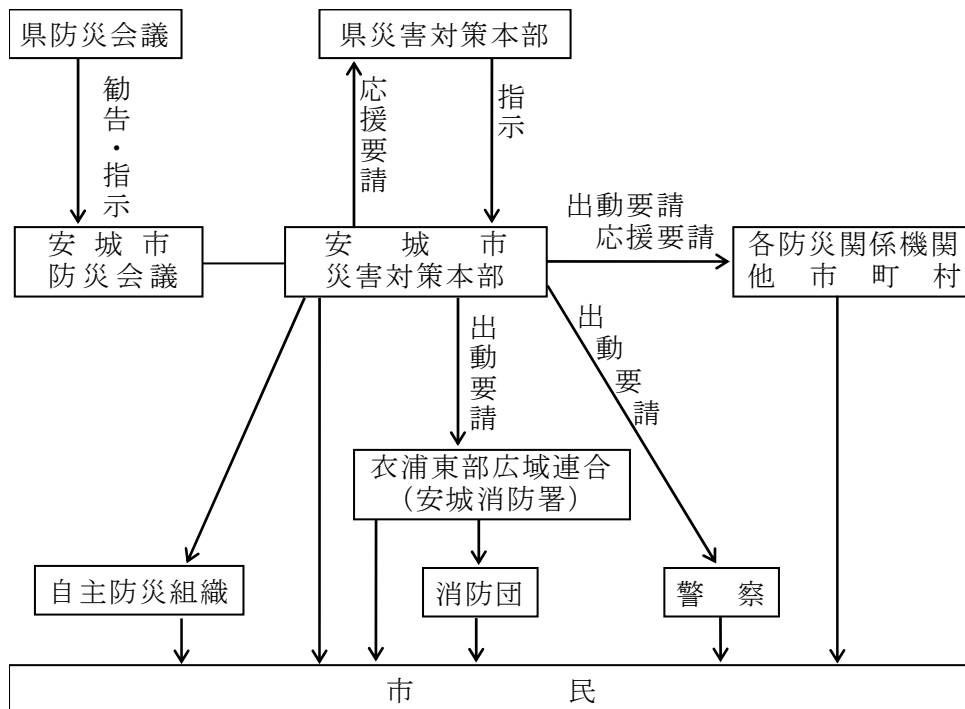 県防災会議
県災害対策本部
勧告・指示
応援要請
指示
安城市
防災会議
安城市
災害対策本部
出動要請
応援要請
各防災関係機関
他市町村
出動要請
出動要請
衣浦東部広域連合
（安城消防署）
自主防災組織
消防団
警察
市民